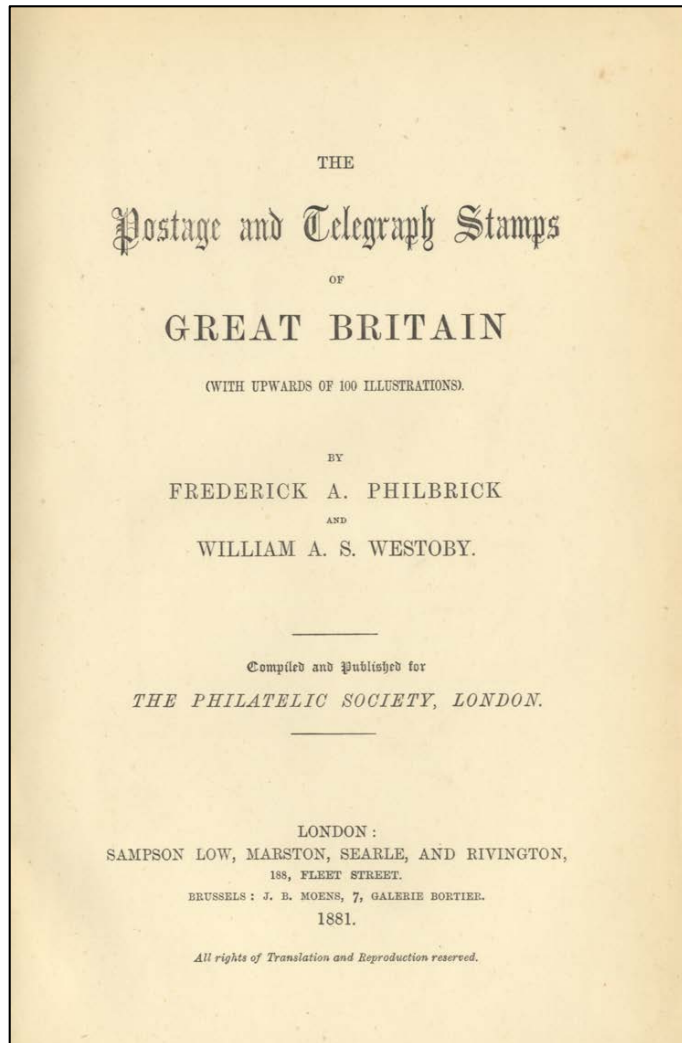 THE
Postage and Telegraph Stamps
OF
GREAT BRITAIN
(WITH UPWARDS OF 100 ILLUSTRATIONS).
BY
FREDERICK A. PHILBRICK
AND
WILLIAM A. S. WESTOBY.
Compiled and Published for
THE PHILATELIC SOCIETY, LONDON.
LONDON :
SAMPSON LOW, MARSTON, SEARLE, AND RIVINGTON,
188, FLEET STREET.
BRUSSELS : J. B. MOENS, 7, GALERIE BORTIER.
1881.
All rights of Translation and Reproduction reserved.